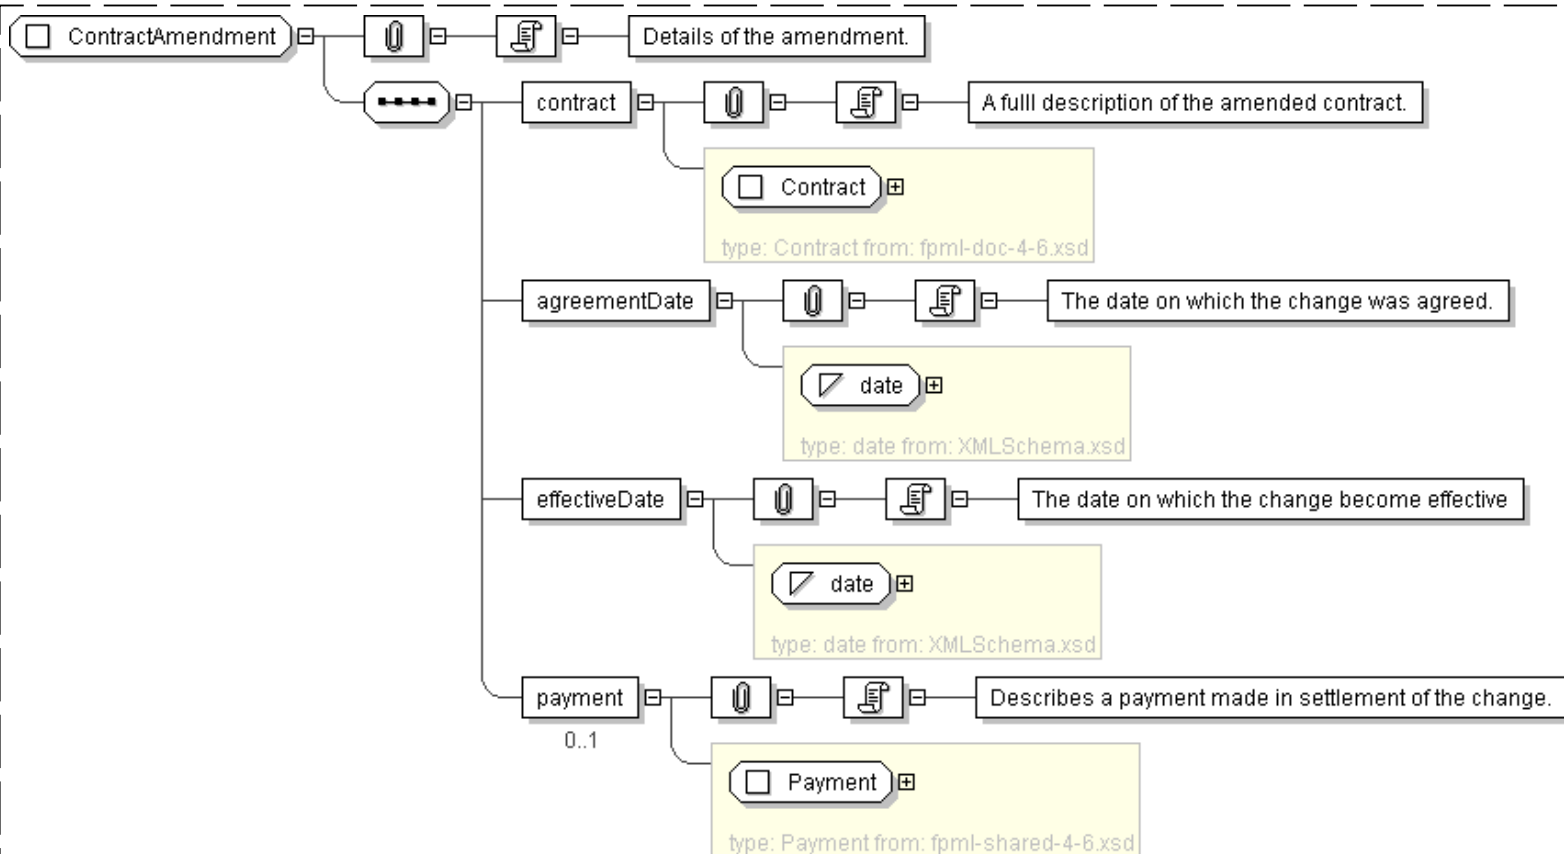 ContractAmendment
Details of the amendment.
contract
A fulll description of the amended contract.
Contract
type: Contract from: fpml-doc-4-6.xsd
agreementDate
The date on which the change was agreed.
date
type: date from: XMLSchema.xsd
effectiveDate
The date on which the change become effective
date
type: date from: XMLSchema.xsd
payment
Describes a payment made in settlement of the change.
0..1
Payment
type: Payment from: fpml-shared-4-6.xsd